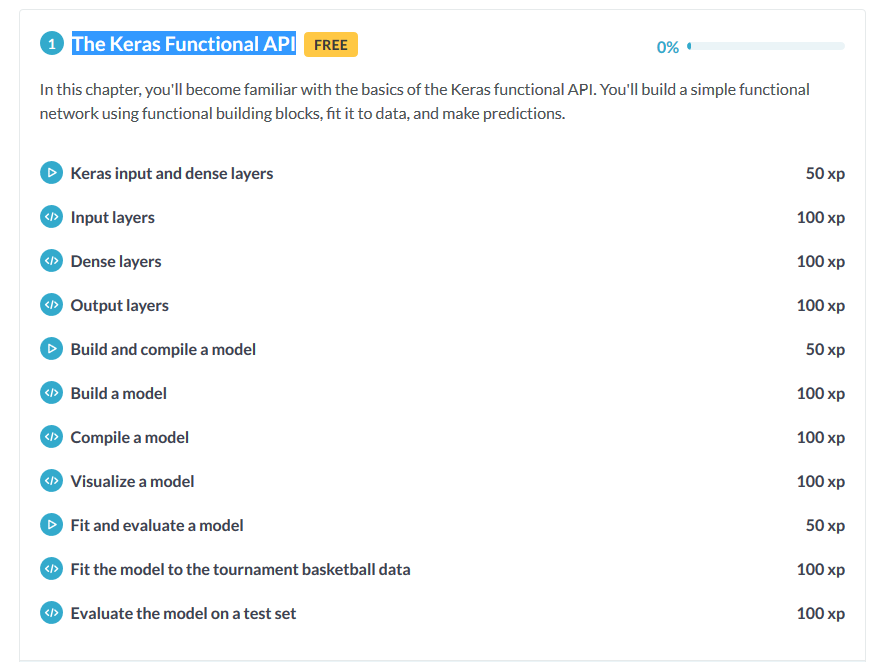 1 The Keras Functional API FREE 0%
In this chapter, you'll become familiar with the basics of the Keras functional API. You'll build a simple functional
network using functional building blocks, fit it to data, and make predictions.
Keras input and dense layers 50 xp
Input layers 100 xp
Dense layers 100 xp
Output layers 100 xp
Build and compile a model 50 xp
Build a model 100 xp
Compile a model 100 xp
Visualize a model 100 xp
Fit and evaluate a model 50 xp
Fit the model to the tournament basketball data 100 xp
Evaluate the model on a test set 100 xp